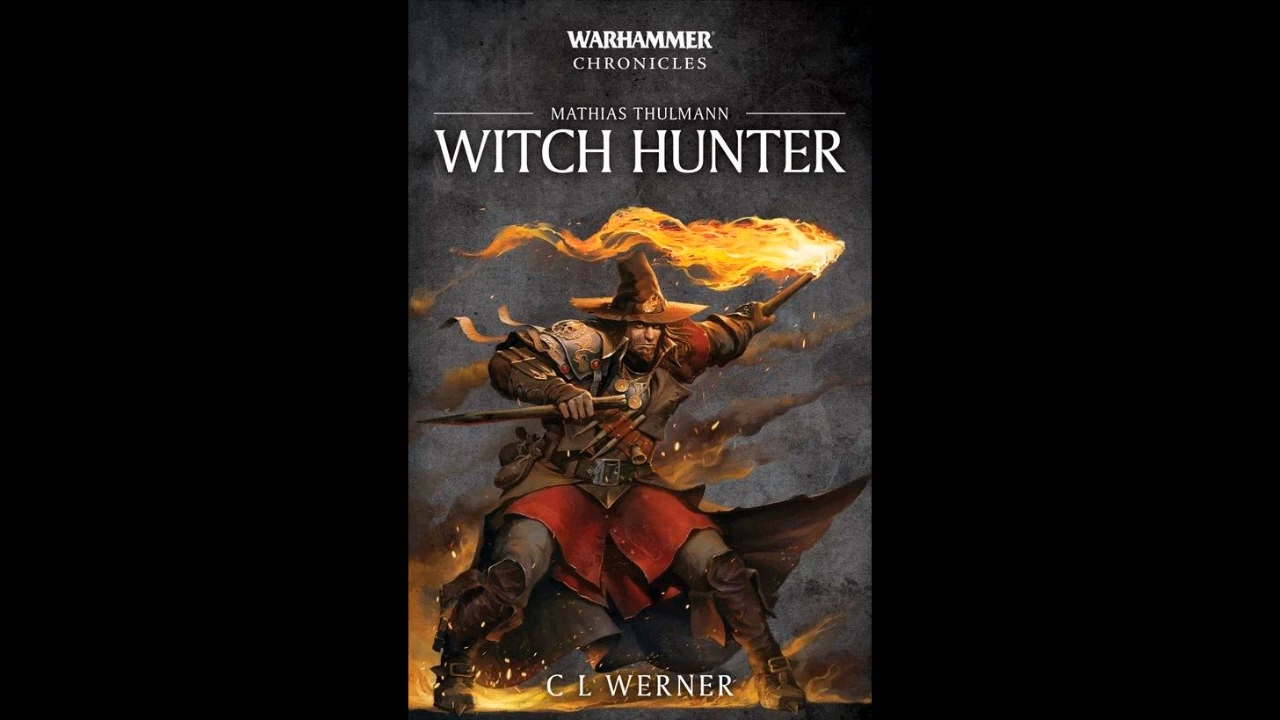 WARHAMMER
CHRONICLES
MATHIAS THULMANN
WITCH HUNTER
C L WERNER